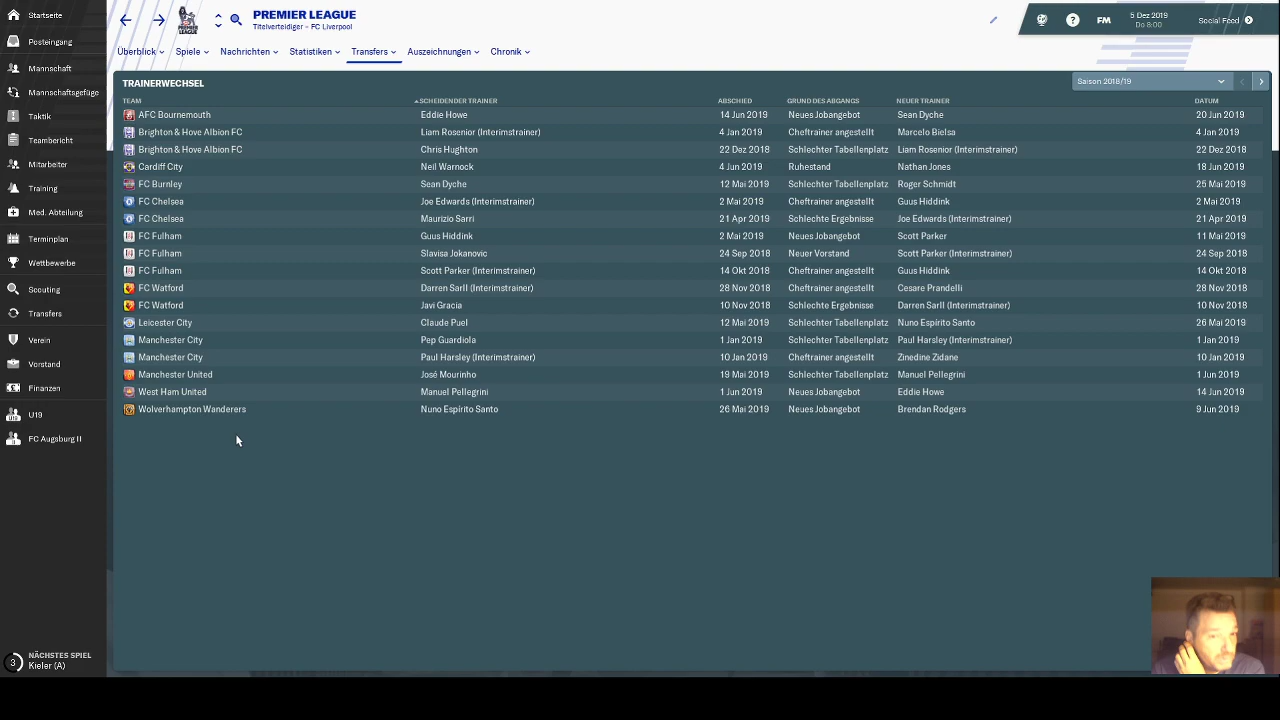 Startseite
Posteingang
Mannschaft
Mannschaftsgefüge
Taktik
Teambericht
Mitarbeiter
Training
Med. Abteilung
Terminplan
Wettbewerbe
Scouting
Transfers
Verein
Vorstand
Finanzen
U19
FC Augsburg II
NÄCHSTES SPIEL
3 Kieler (A)
PREMIER LEAGUE
Titelverteidiger - FC Liverpool
FM
5 Dez 2019
Do 8:00
Social Feed
Überblick Spiele Nachrichten Statistiken Transfers Auszeichnungen Chronik
TRAINERWECHSEL
Saison 2018/19
TEAM SCHEIDENDER TRAINER ABSCHIED GRUND DES ABGANGS NEUER TRAINER DATUM
AFC Bournemouth Eddie Howe 14 Jun 2019 Neues Jobangebot Sean Dyche 20 Jun 2019
Brighton & Hove Albion FC Liam Rosenior (Interimstrainer) 4 Jan 2019 Cheftrainer angestellt Marcelo Bielsa 4 Jan 2019
Brighton & Hove Albion FC Chris Hughton 22 Dez 2018 Schlechter Tabellenplatz Liam Rosenior (Interimstrainer) 22 Dez 2018
Cardiff City Neil Warnock 4 Jun 2019 Ruhestand Nathan Jones 18 Jun 2019
FC Burnley Sean Dyche 12 Mai 2019 Schlechter Tabellenplatz Roger Schmidt 25 Mai 2019
FC Chelsea Joe Edwards (Interimstrainer) 2 Mai 2019 Cheftrainer angestellt Guus Hiddink 2 Mai 2019
FC Chelsea Maurizio Sarri 21 Apr 2019 Schlechte Ergebnisse Joe Edwards (Interimstrainer) 21 Apr 2019
FC Fulham Guus Hiddink 2 Mai 2019 Neues Jobangebot Scott Parker 11 Mai 2019
FC Fulham Slavisa Jokanovic 24 Sep 2018 Neuer Vorstand Scott Parker (Interimstrainer) 24 Sep 2018
FC Fulham Scott Parker (Interimstrainer) 14 Okt 2018 Cheftrainer angestellt Guus Hiddink 14 Okt 2018
FC Watford Darren Sarll (Interimstrainer) 28 Nov 2018 Cheftrainer angestellt Cesare Prandelli 28 Nov 2018
FC Watford Javi Gracia 10 Nov 2018 Schlechte Ergebnisse Darren Sarll (Interimstrainer) 10 Nov 2018
Leicester City Claude Puel 12 Mai 2019 Schlechter Tabellenplatz Nuno Espírito Santo 26 Mai 2019
Manchester City Pep Guardiola 1 Jan 2019 Schlechter Tabellenplatz Paul Harsley (Interimstrainer) 1 Jan 2019
Manchester City Paul Harsley (Interimstrainer) 10 Jan 2019 Cheftrainer angestellt Zinedine Zidane 10 Jan 2019
Manchester United José Mourinho 19 Mai 2019 Schlechter Tabellenplatz Manuel Pellegrini 1 Jun 2019
West Ham United Manuel Pellegrini 1 Jun 2019 Neues Jobangebot Eddie Howe 14 Jun 2019
Wolverhampton Wanderers Nuno Espírito Santo 26 Mai 2019 Neues Jobangebot Brendan Rodgers 9 Jun 2019